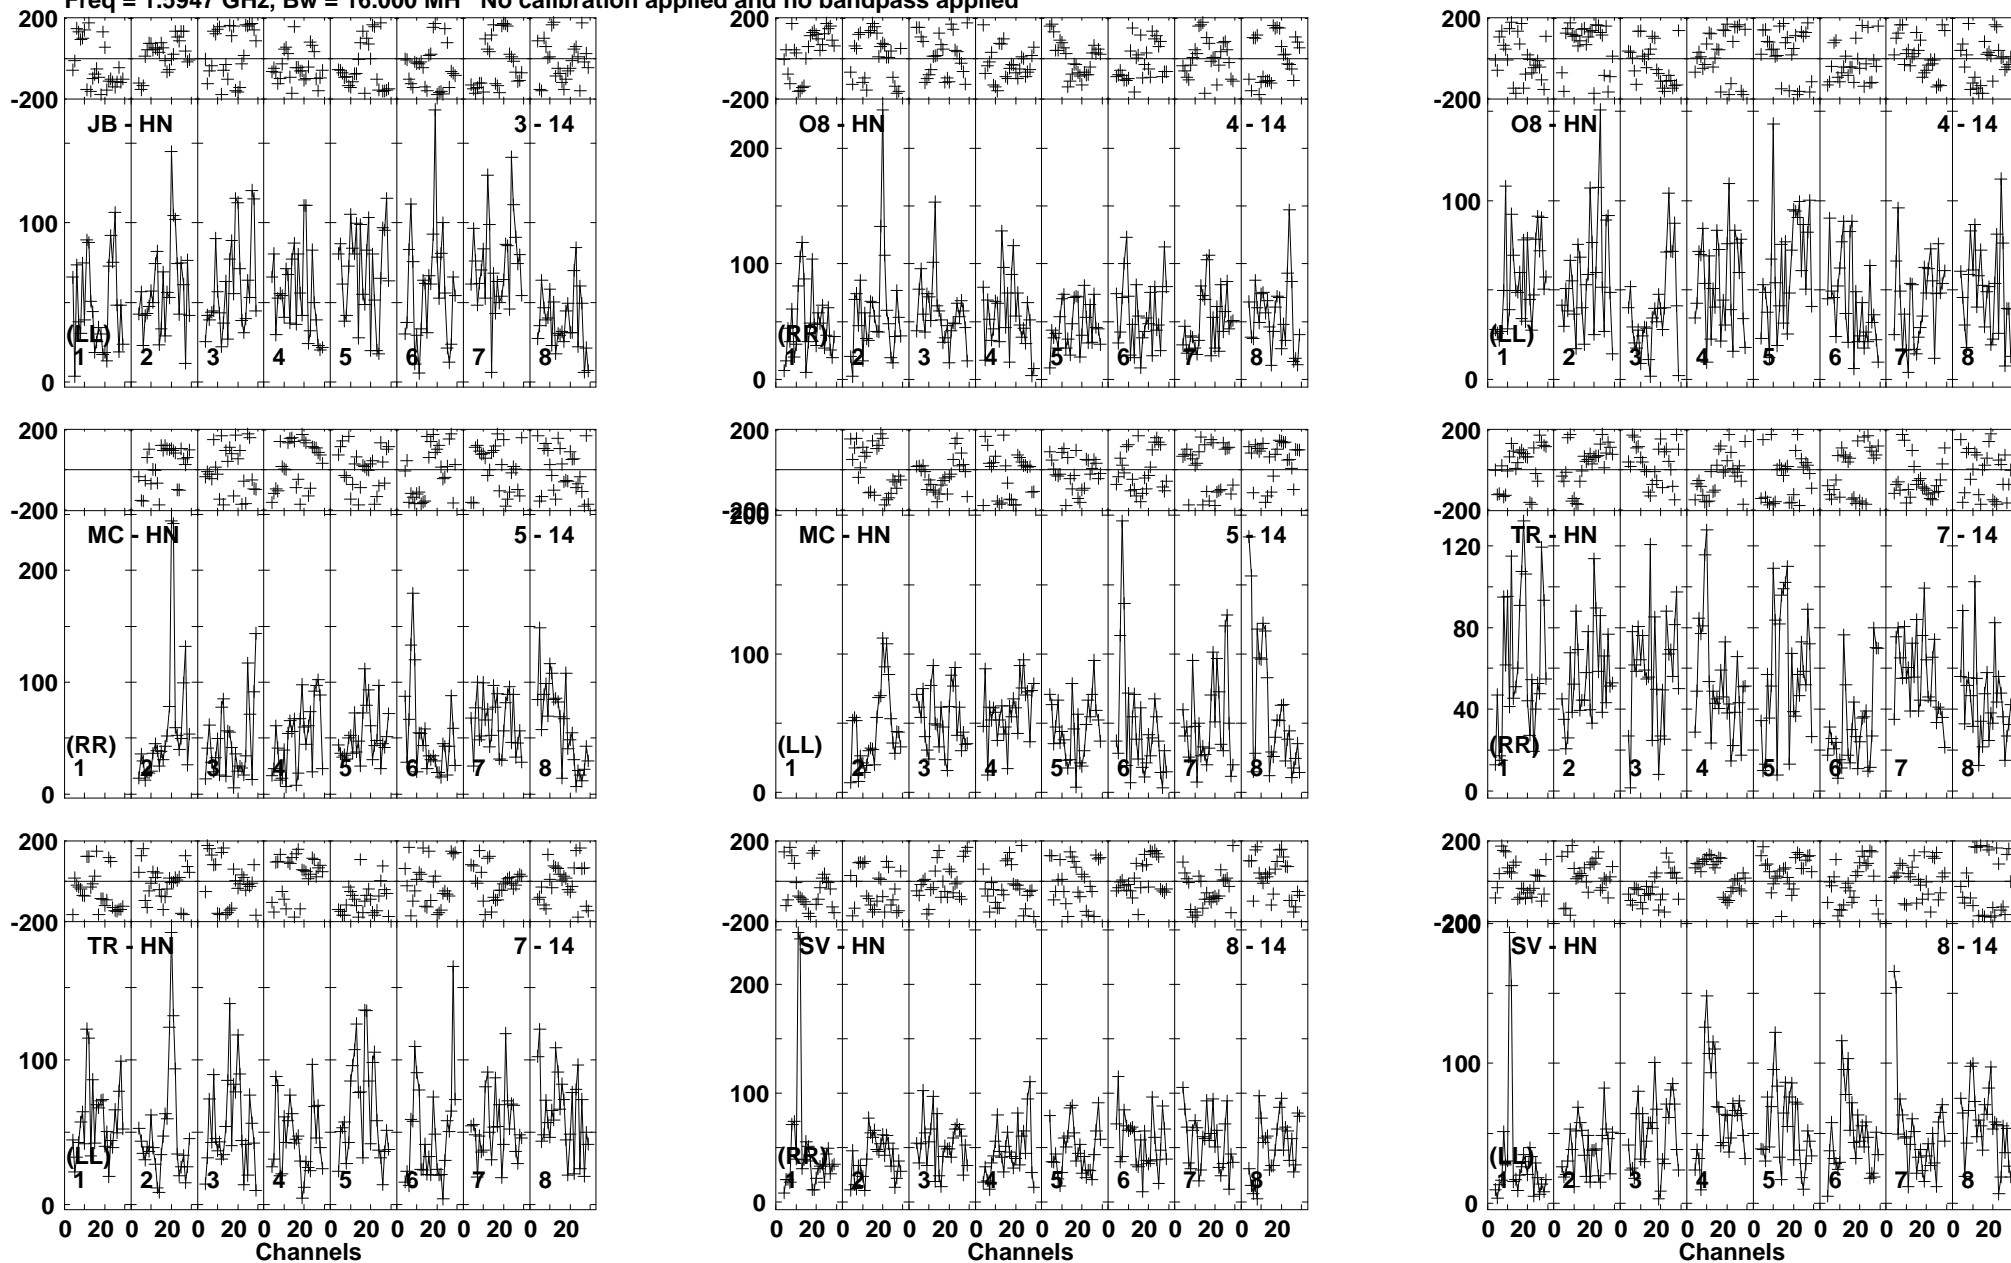 Freq = 1.5947 GHz, Bw = 16.000 MH No calibration applied and no bandpass applied
200 200 200
-200 -200 -200
JB - HN 3 - 14 O8 - HN 4 - 14 O8 - HN 4 - 14
200
100 100 100
(LL) (RR) (LL)
1 2 3 4 5 6 7 8 1 2 3 4 5 6 7 8 1 2 3 4 5 6 7 8
0 0 0
200 200 200
-200 -200 -200
200
MC - HN 5 - 14 MC - HN 5 - 14 TR - HN 7 - 14
200 120
100 100 80
40
(RR) (LL) (RR)
1 2 3 4 5 6 7 8 1 2 3 4 5 6 7 8 1 2 3 4 5 6 7 8
0 0 0
200 200 200
-200 -200 -200
200
TR - HN 7 - 14 SV - HN 8 - 14 SV - HN 8 - 14
200
100 100 100
(LL) (RR) (LL)
1 2 3 4 5 6 7 8 1 2 3 4 5 6 7 8 1 2 3 4 5 6 7 8
0 0 0
0 20 0 20 0 20 0 20 0 20 0 20 0 20 0 20 0 20 0 20 0 20 0 20 0 20 0 20 0 20 0 20 0 20 0 20 0 20 0 20 0 20 0 20 0 20 0 20
Channels Channels Channels